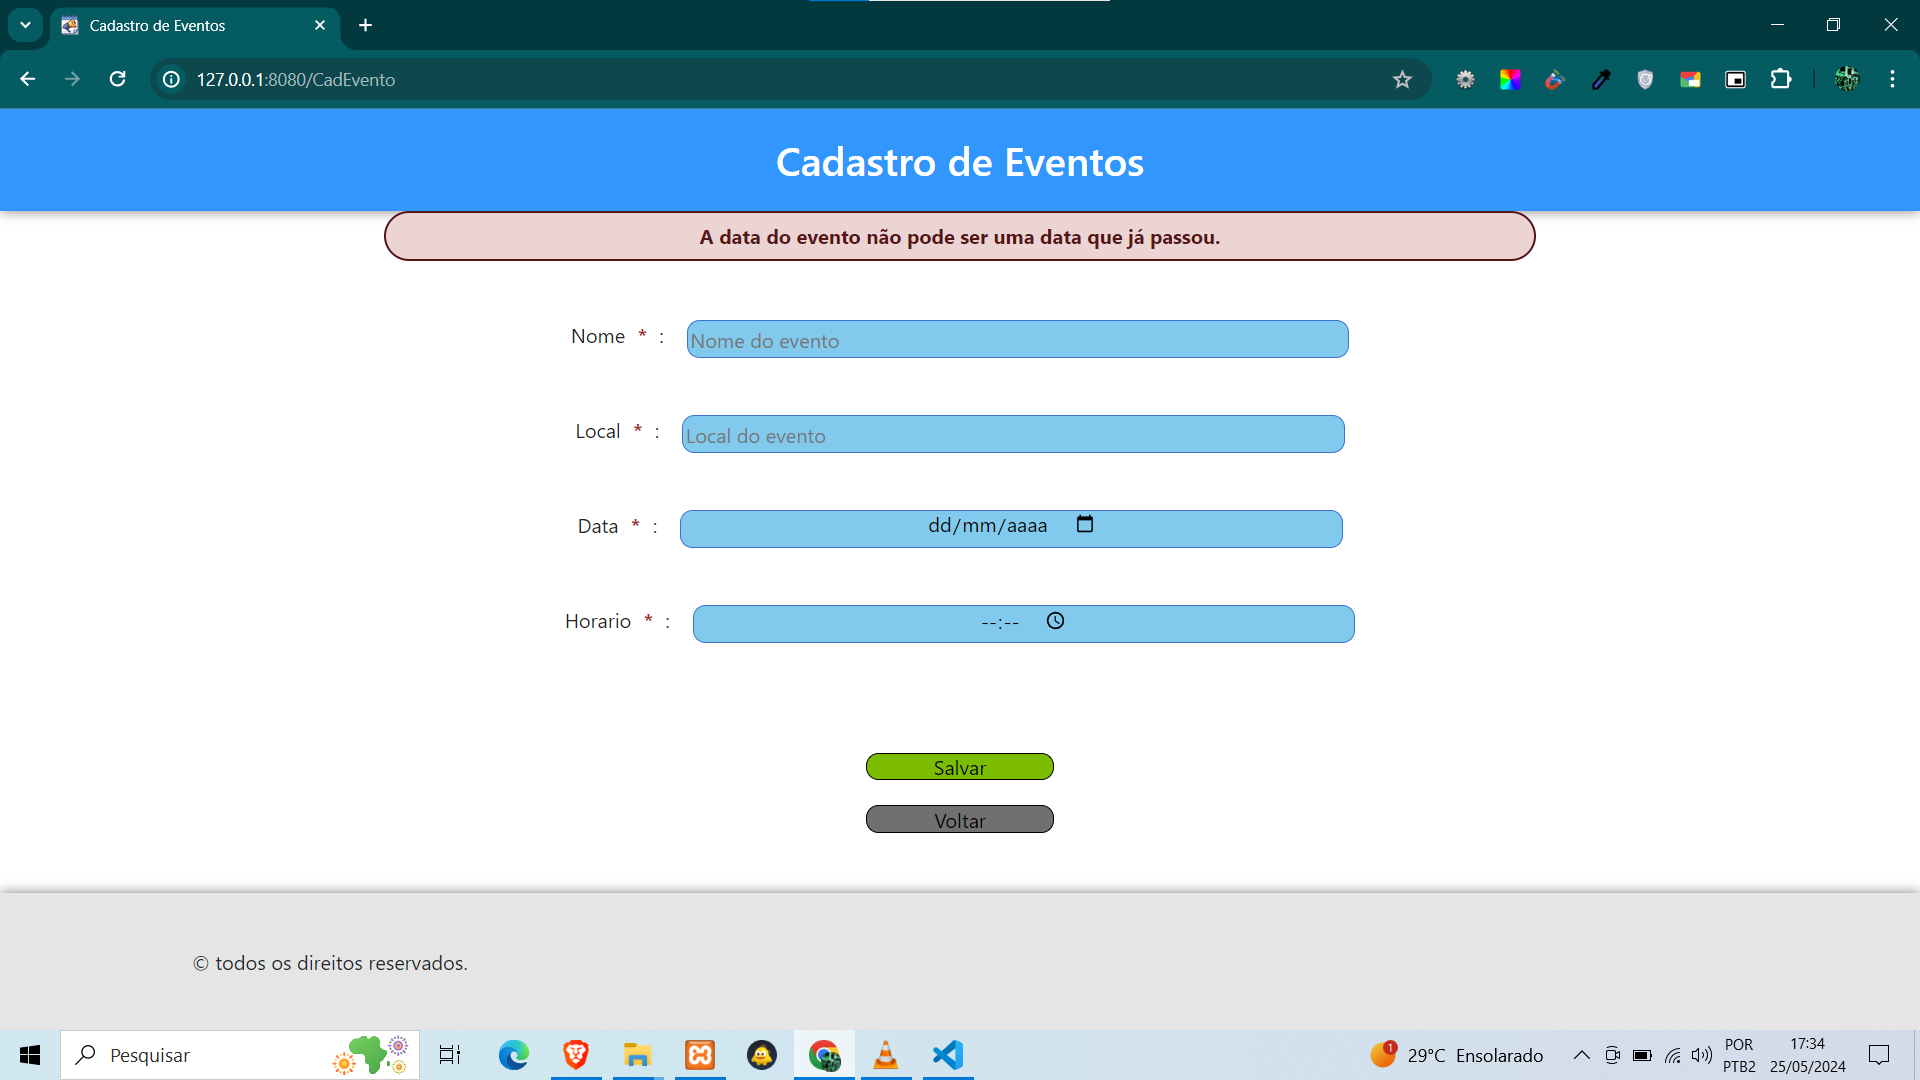 Cadastro de Eventos
127.0.0.1:8080/CadEvento
Cadastro de Eventos
A data do evento não pode ser uma data que já passou.
Nome * :
Nome do evento
Local * :
Local do evento
Data * :
dd/mm/aaaa
Horario * :
--:--
Salvar
Voltar
© todos os direitos reservados.
Pesquisar
1
29°C Ensolarado
POR
PTB2
17:34
25/05/2024